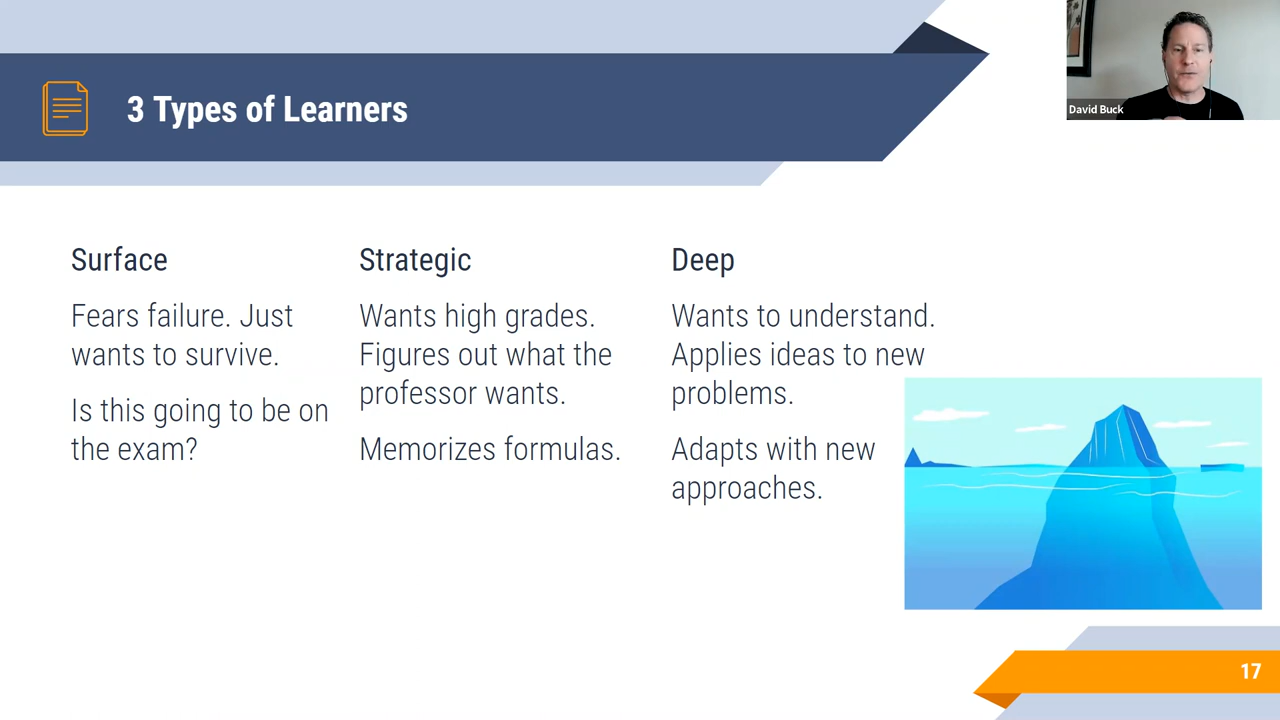 3 Types of Learners
David Buck
Surface
Fears failure. Just
wants to survive.
Is this going to be on
the exam?
Strategic
Wants high grades.
Figures out what the
professor wants.
Memorizes formulas.
Deep
Wants to understand.
Applies ideas to new
problems.
Adapts with new
approaches.
17